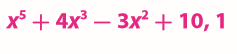 x⁵ + 4x³ − 3x² + 10, 1